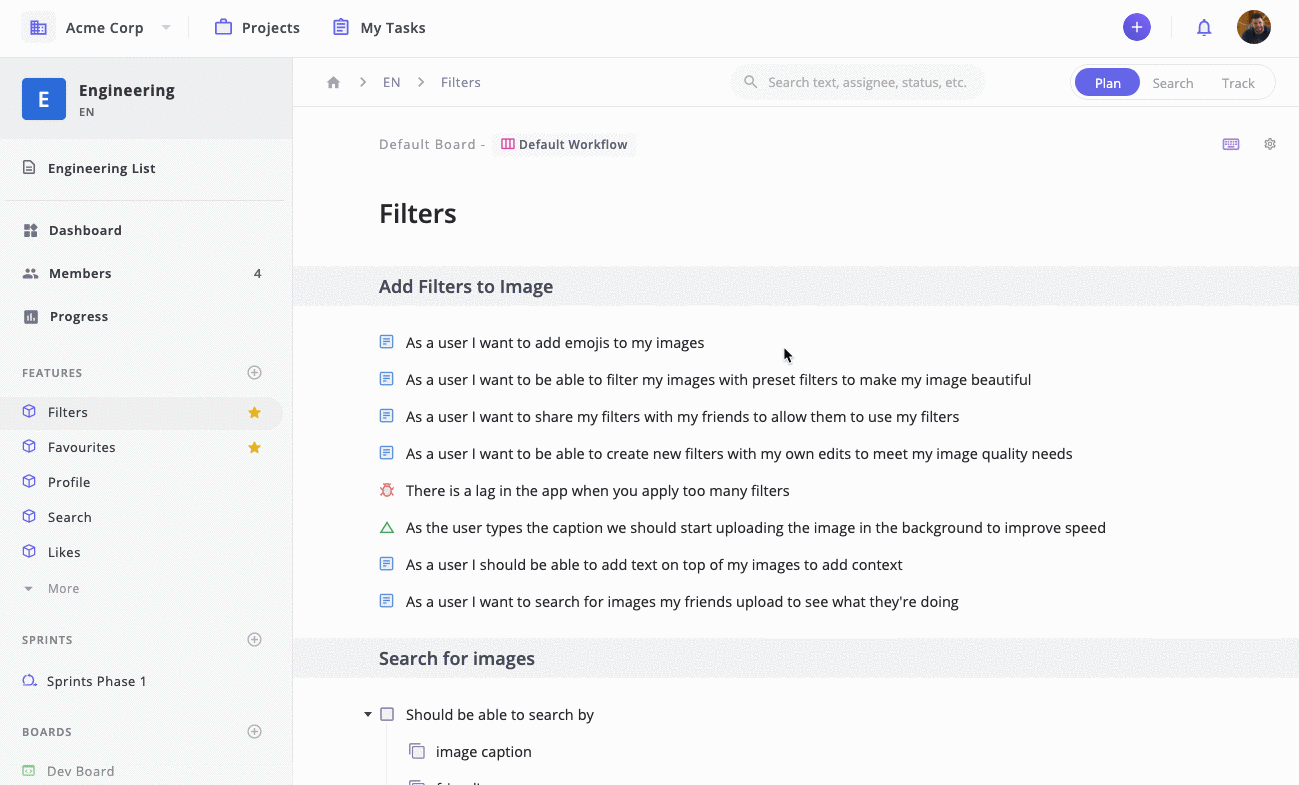 Acme Corp
Projects
My Tasks
E
Engineering
EN
EN
Filters
Search text, assignee, status, etc.
Plan
Search
Track
Engineering List
Dashboard
Members 4
Progress
FEATURES
Filters
Favourites
Profile
Search
Likes
More
SPRINTS
Sprints Phase 1
BOARDS
Dev Board
Default Board - Default Workflow
Filters
Add Filters to Image
As a user I want to add emojis to my images
As a user I want to be able to filter my images with preset filters to make my image beautiful
As a user I want to share my filters with my friends to allow them to use my filters
As a user I want to be able to create new filters with my own edits to meet my image quality needs
There is a lag in the app when you apply too many filters
As the user types the caption we should start uploading the image in the background to improve speed
As a user I should be able to add text on top of my images to add context
As a user I want to search for images my friends upload to see what they're doing
Search for images
Should be able to search by
image caption